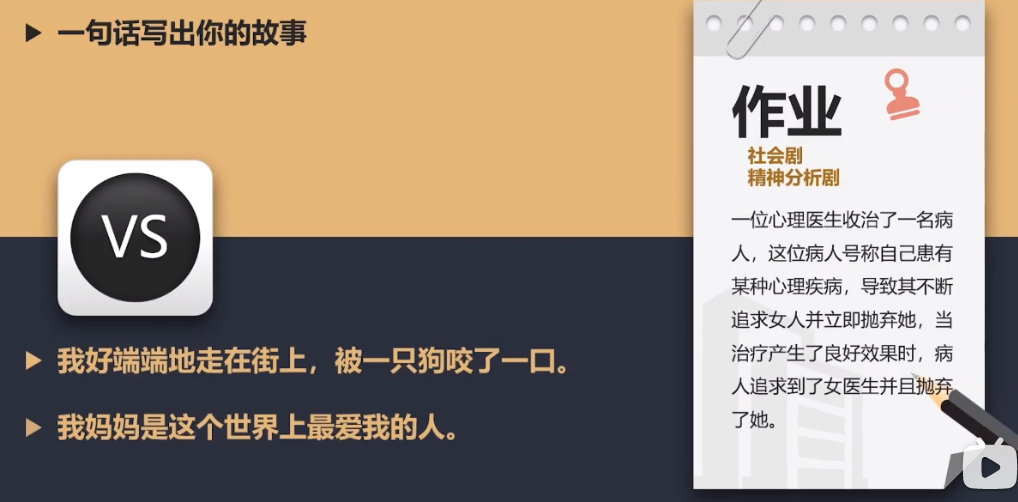 一句话写出你的故事
VS
我好端端地走在街上，被一只狗咬了一口。
我妈妈是这个世界上最爱我的人。
作业
社会剧
精神分析剧
一位心理医生收治了一名病
人，这位病人号称自己患有
某种心理疾病，导致其不断
追求女人并立即抛弃她，当
治疗产生了良好效果时，病
人追求到了女医生并且抛弃
了她。